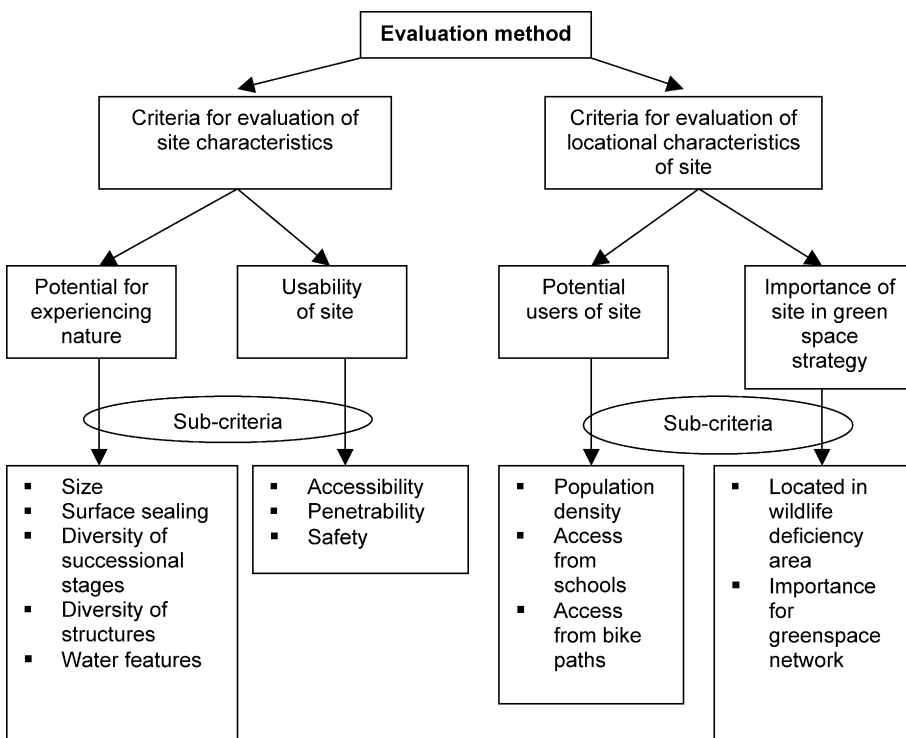 Evaluation method
Criteria for evaluation of
site characteristics
Criteria for evaluation of
locational characteristics
of site
Potential for
experiencing
nature
Usability
of site
Potential
users of site
Importance of
site in green
space
strategy
Sub-criteria
Sub-criteria
▪ Size
▪ Surface sealing
▪ Diversity of
successional
stages
▪ Diversity of
structures
▪ Water features
▪ Accessibility
▪ Penetrability
▪ Safety
▪ Population
density
▪ Access
from
schools
▪ Access
from bike
paths
▪ Located in
wildlife
deficiency
area
▪ Importance
for
greenspace
network